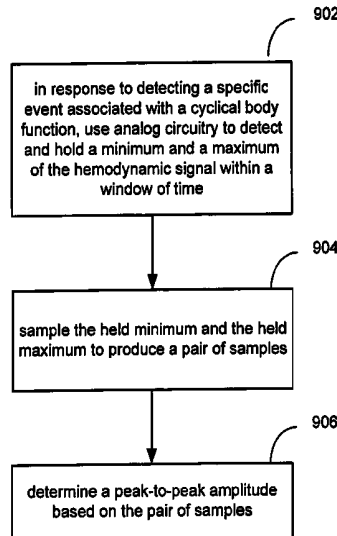 902
in response to detecting a specific
event associated with a cyclical body
function, use analog circuitry to detect
and hold a minimum and a maximum
of the hemodynamic signal within a
window of time
904
sample the held minimum and the held
maximum to produce a pair of samples
906
determine a peak-to-peak amplitude
based on the pair of samples